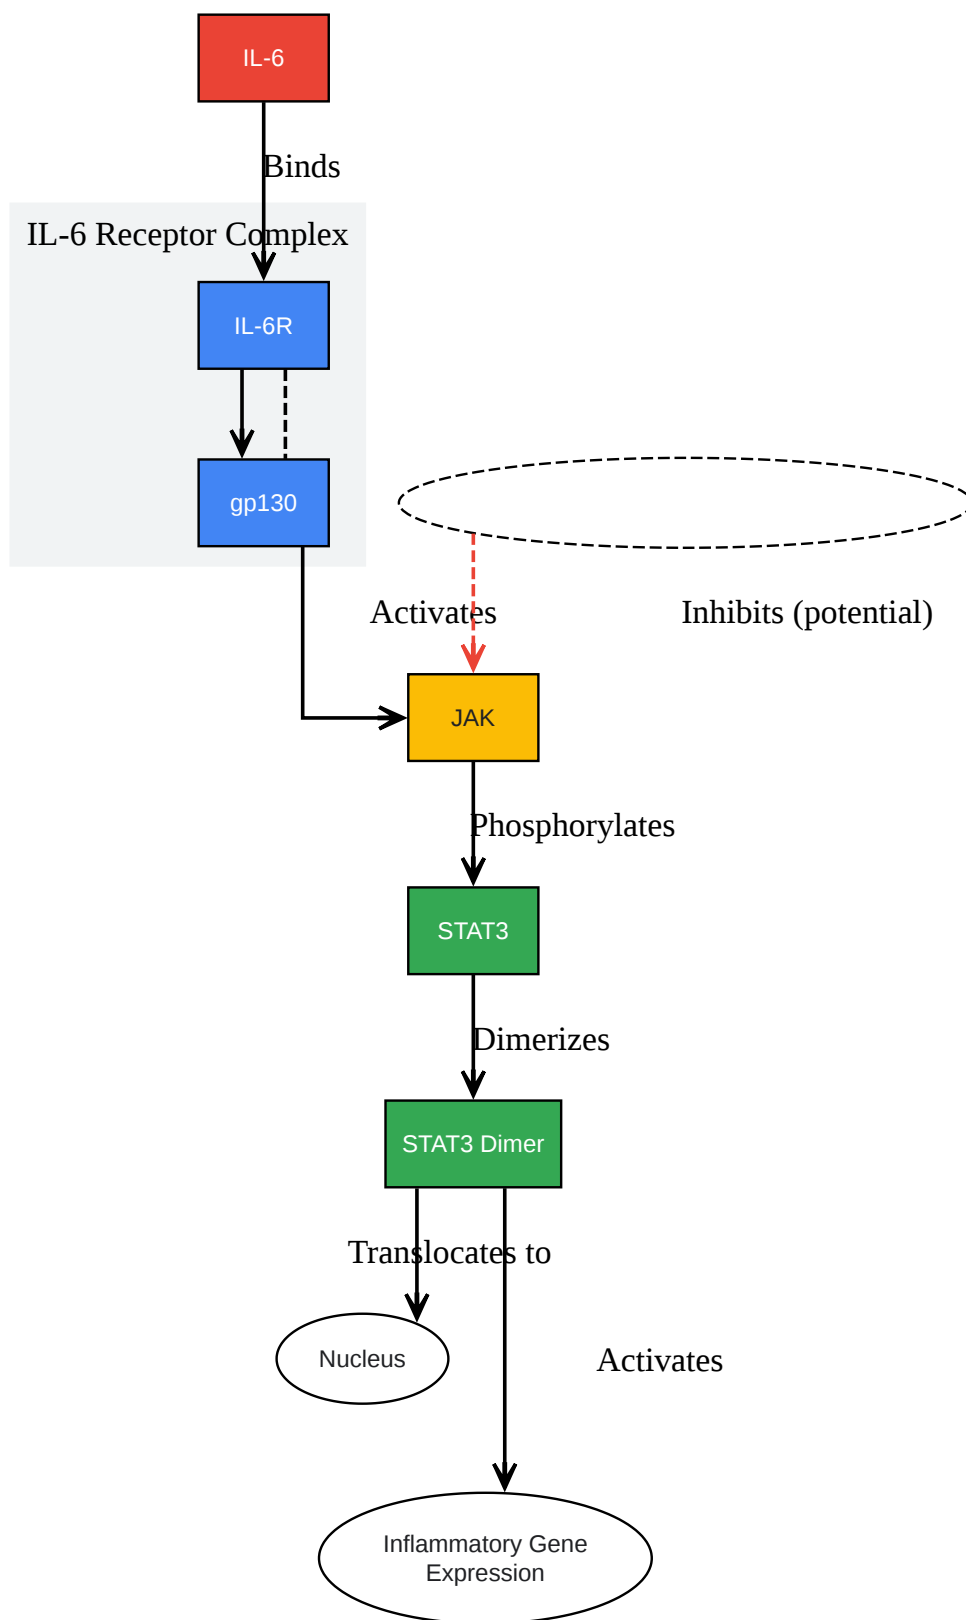 IL-6
Binds
IL-6 Receptor Complex
IL-6R
gp130
Activates
Inhibits (potential)
JAK
Phosphorylates
STAT3
Dimerizes
STAT3 Dimer
Translocates to
Nucleus
Activates
Inflammatory Gene
Expression